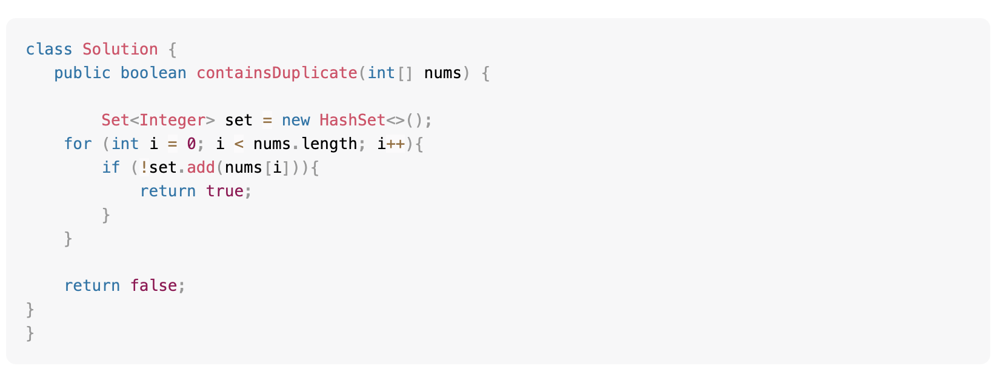 class Solution {
   public boolean containsDuplicate(int[] nums) {
        Set<Integer> set = new HashSet<>();
    for (int i = 0; i < nums.length; i++){
        if (!set.add(nums[i])){
            return true;
        }
    }
    return false;
}
}